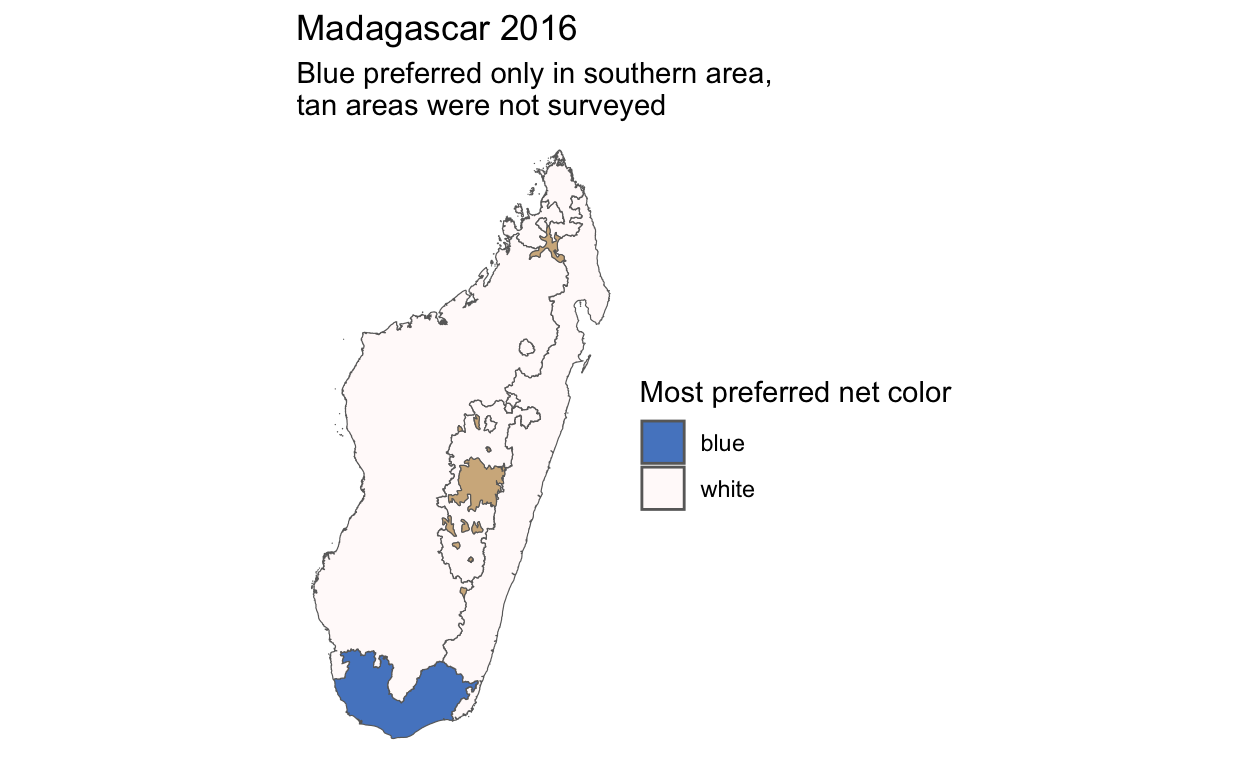 Madagascar 2016
Blue preferred only in southern area,
tan areas were not surveyed
Most preferred net color
blue
white